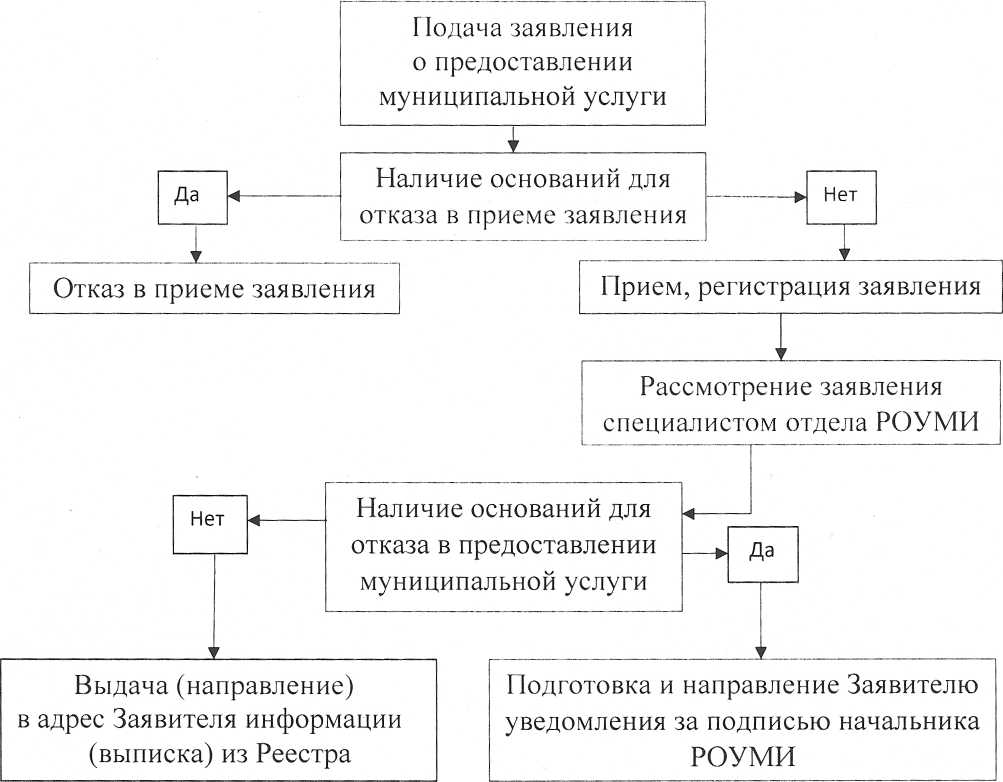 Подача заявления
о предоставлении
муниципальной услуги
Наличие оснований для
отказа в приеме заявления
Да
Нет
Отказ в приеме заявления
Прием, регистрация заявления
Рассмотрение заявления
специалистом отдела РОУМИ
Наличие оснований для
отказа в предоставлении
муниципальной услуги
Нет
Да
Выдача (направление)
в адрес Заявителя информации
(выписка) из Реестра
Подготовка и направление Заявителю
уведомления за подписью начальника
РОУМИ